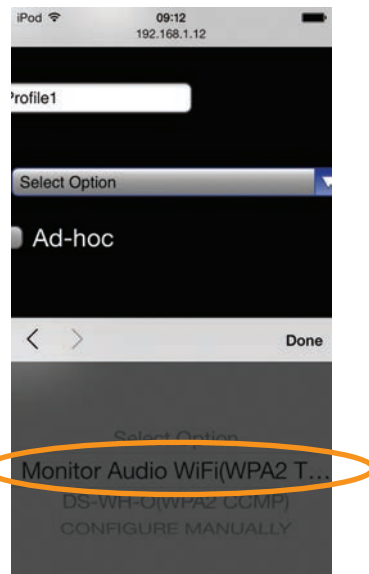 iPod 09:12
192.168.1.12
Profile1
Select Option
Ad-hoc
Done
Select Option
Monitor Audio WiFi(WPA2 T...
DS-WH-O(WPA2 CCMP)
CONFIGURE MANUALLY